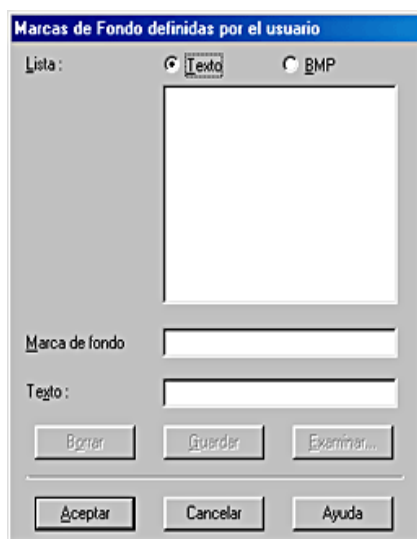 Marcas de Fondo definidas por el usuario
Lista : Texto BMP
Marca de fondo
Texto :
Borrar Guardar Examinar...
Aceptar Cancelar Ayuda